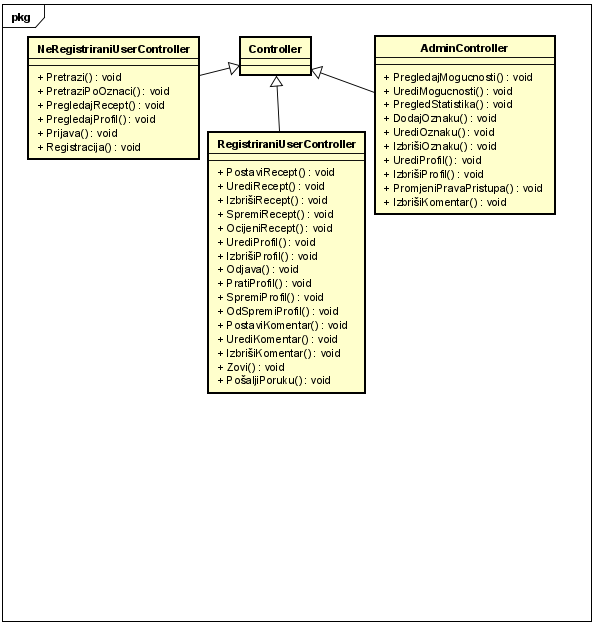 pkg
NeRegistriraniUserController
+ Pretrazi() : void
+ PretraziPoOznaci() : void
+ PregledajRecept() : void
+ PregledajProfil() : void
+ Prijava() : void
+ Registracija() : void
Controller
AdminController
+ PregledajMogucnosti() : void
+ UrediMogucnosti() : void
+ PregledStatistika() : void
+ DodajOznaku() : void
+ UrediOznaku() : void
+ IzbrišiOznaku() : void
+ UrediProfil() : void
+ IzbrišiProfil() : void
+ PromjeniPravaPristupa() : void
+ IzbrišiKomentar() : void
RegistriraniUserController
+ PostaviRecept() : void
+ UrediRecept() : void
+ IzbrišiRecept() : void
+ SpremiRecept() : void
+ OcijeniRecept() : void
+ UrediProfil() : void
+ IzbrišiProfil() : void
+ Odjava() : void
+ PratiProfil() : void
+ SpremiProfil() : void
+ OdSpremiProfil() : void
+ PostaviKomentar() : void
+ UrediKomentar() : void
+ IzbrišiKomentar() : void
+ Zovi() : void
+ PošaljiPoruku() : void